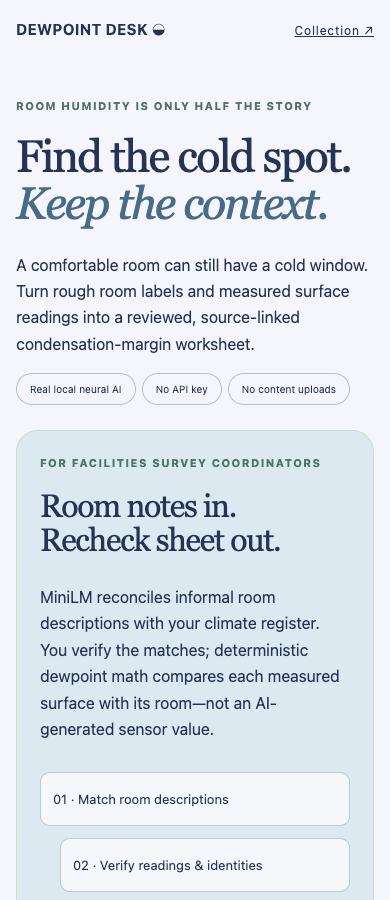 DEWPOINT DESK
Collection ↗
ROOM HUMIDITY IS ONLY HALF THE STORY
Find the cold spot.
Keep the context.
A comfortable room can still have a cold window.
Turn rough room labels and measured surface
readings into a reviewed, source-linked
condensation-margin worksheet.
Real local neural AI
No API key
No content uploads
FOR FACILITIES SURVEY COORDINATORS
Room notes in.
Recheck sheet out.
MiniLM reconciles informal room
descriptions with your climate register.
You verify the matches; deterministic
dewpoint math compares each measured
surface with its room—not an AI-
generated sensor value.
01 · Match room descriptions
02 · Verify readings & identities